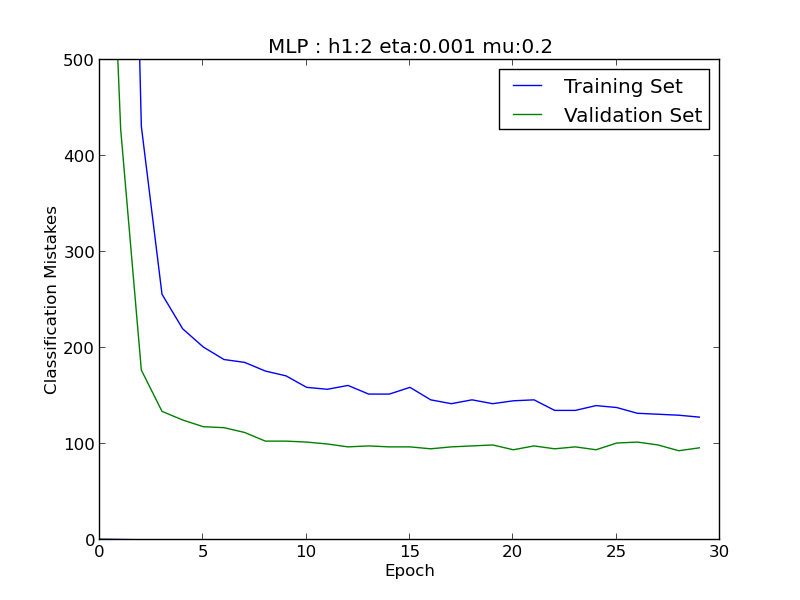 MLP : h1:2 eta:0.001 mu:0.2
Training Set
Validation Set
500
400
300
200
100
0
Classification Mistakes
0 5 10 15 20 25 30
Epoch